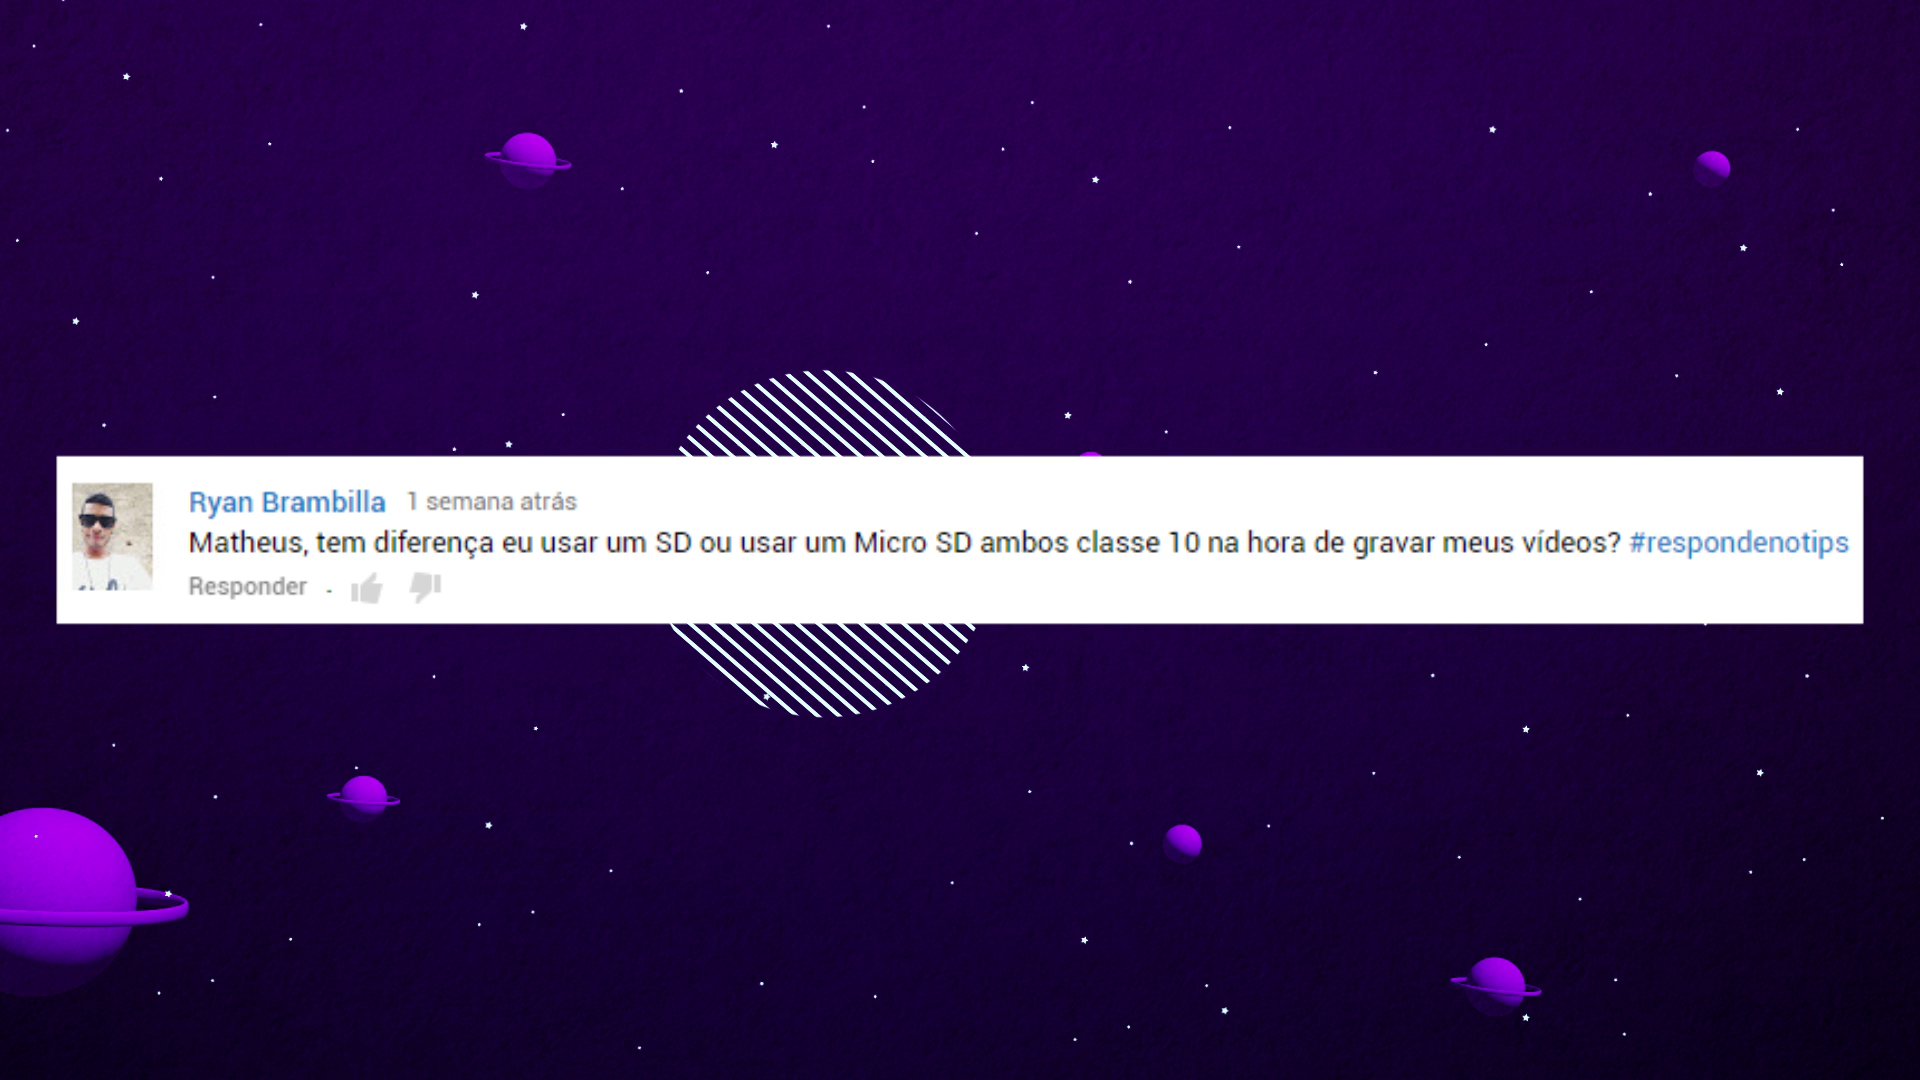 Ryan Brambilla 1 semana atrás
Matheus, tem diferença eu usar um SD ou usar um Micro SD ambos classe 10 na hora de gravar meus vídeos? #respondenotips
Responder .